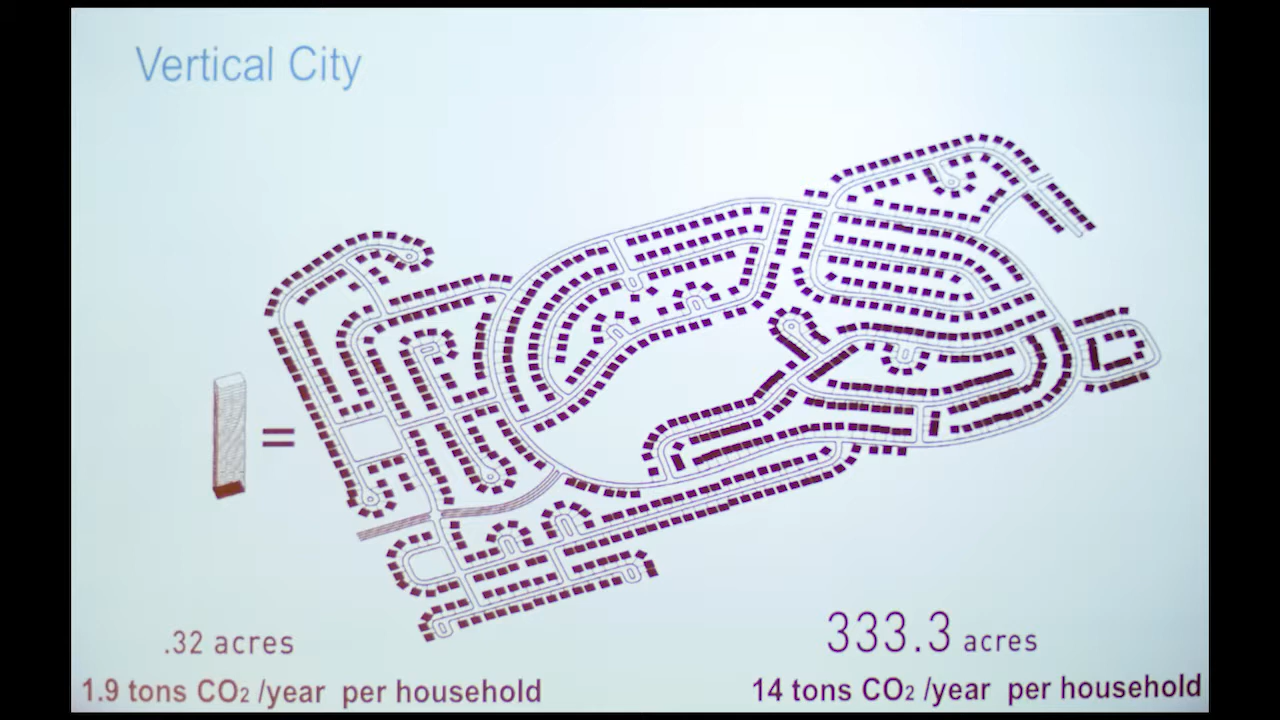 Vertical City
=
.32 acres
333.3 acres
1.9 tons CO2 /year per household
14 tons CO2 /year per household